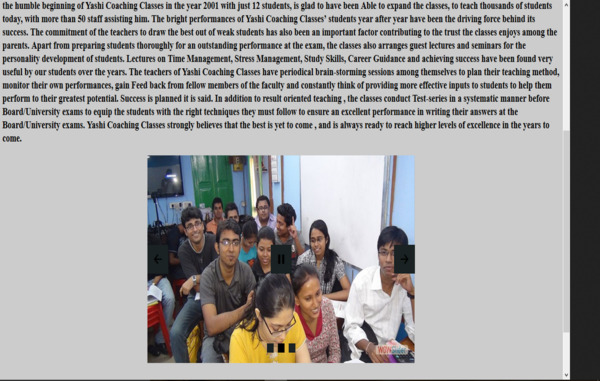 the humble beginning of Yashi Coaching Classes in the year 2001 with just 12 students, is glad to have been Able to expand the classes, to teach thousands of students
today, with more than 50 staff assisting him. The bright performances of Yashi Coaching Classes' students year after year have been the driving force behind its
success. The commitment of the teachers to draw the best out of weak students has also been an important factor contributing to the trust the classes enjoys among the
parents. Apart from preparing students thoroughly for an outstanding performance at the exam, the classes also arranges guest lectures and seminars for the
personality development of students. Lectures on Time Management, Stress Management, Study Skills, Career Guidance and achieving success have been found very
useful by our students over the years. The teachers of Yashi Coaching Classes have periodical brain-storming sessions among themselves to plan their teaching method,
monitor their own performances, gain Feed back from fellow members of the faculty and constantly think of providing more effective inputs to students to help them
perform to their greatest potential. Success is planned it is said. In addition to result oriented teaching , the classes conduct Test-series in a systematic manner before
Board/University exams to equip the students with the right techniques they must follow to ensure an excellent performance in writing their answers at the
Board/University exams. Yashi Coaching Classes strongly believes that the best is yet to come , and is always ready to reach higher levels of excellence in the years to
come.